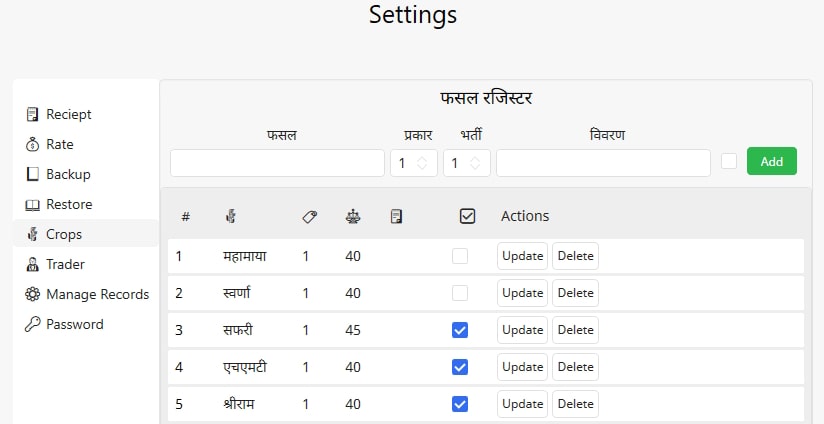 Settings
Reciept
Rate
Backup
Restore
Crops
Trader
Manage Records
Password
फसल रजिस्टर
फसल प्रकार भर्ती विवरण
1 1 Add
# Actions
1 महामाया 1 40 Update Delete
2 स्वर्णा 1 40 Update Delete
3 सफरी 1 45 Update Delete
4 एचएमटी 1 40 Update Delete
5 श्रीराम 1 40 Update Delete